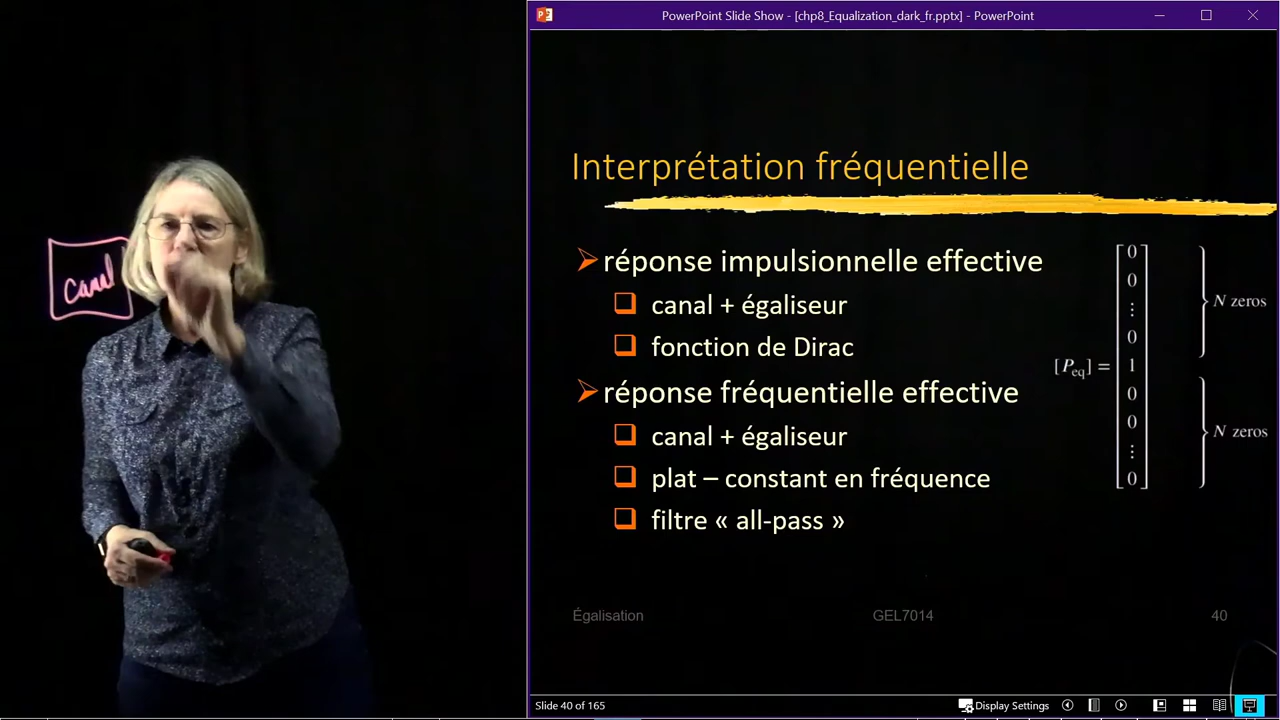 PowerPoint Slide Show - [chp8_Equalization_dark_fr.pptx] - PowerPoint
canal
Interprétation fréquentielle
réponse impulsionnelle effective
canal + égaliseur
fonction de Dirac
réponse fréquentielle effective
canal + égaliseur
plat – constant en fréquence
filtre « all-pass »
[Peq] =
0
0
⋮
0
1
0
0
⋮
0
N zeros
N zeros
Égalisation
GEL7014
40
Slide 40 of 165
Display Settings